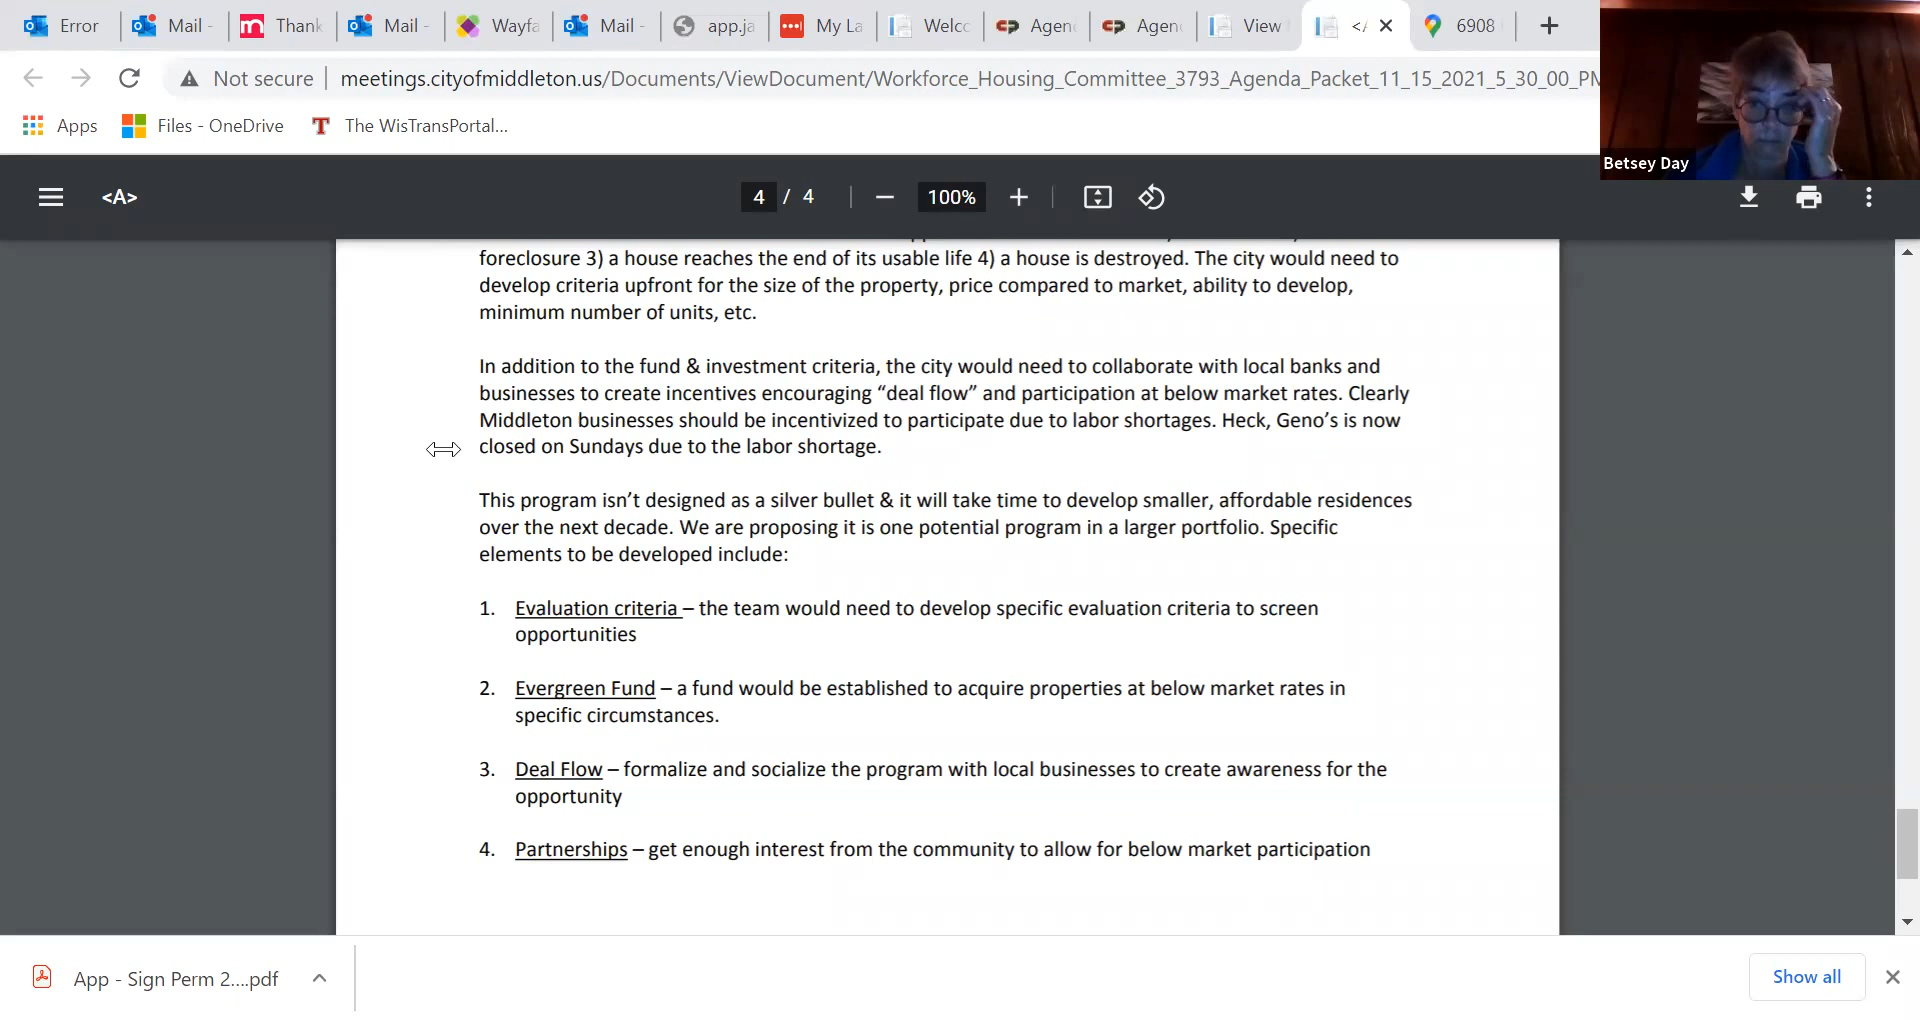 Error
Mail -
Thank
Mail -
Wayfa
Mail -
app.ja
My La
Welco
Agen
Agen
View
</
6908
Not secure
meetings.cityofmiddleton.us/Documents/ViewDocument/Workforce_Housing_Committee_3793_Agenda_Packet_11_15_2021_5_30_00_PM
Apps
Files - OneDrive
The WisTransPortal...
Betsey Day
<A>
4 / 4
100%
foreclosure 3) a house reaches the end of its usable life 4) a house is destroyed. The city would need to
develop criteria upfront for the size of the property, price compared to market, ability to develop,
minimum number of units, etc.
In addition to the fund & investment criteria, the city would need to collaborate with local banks and
businesses to create incentives encouraging “deal flow” and participation at below market rates. Clearly
Middleton businesses should be incentivized to participate due to labor shortages. Heck, Geno’s is now
closed on Sundays due to the labor shortage.
This program isn’t designed as a silver bullet & it will take time to develop smaller, affordable residences
over the next decade. We are proposing it is one potential program in a larger portfolio. Specific
elements to be developed include:
1. Evaluation criteria – the team would need to develop specific evaluation criteria to screen
opportunities
2. Evergreen Fund – a fund would be established to acquire properties at below market rates in
specific circumstances.
3. Deal Flow – formalize and socialize the program with local businesses to create awareness for the
opportunity
4. Partnerships – get enough interest from the community to allow for below market participation
App - Sign Perm 2....pdf
Show all